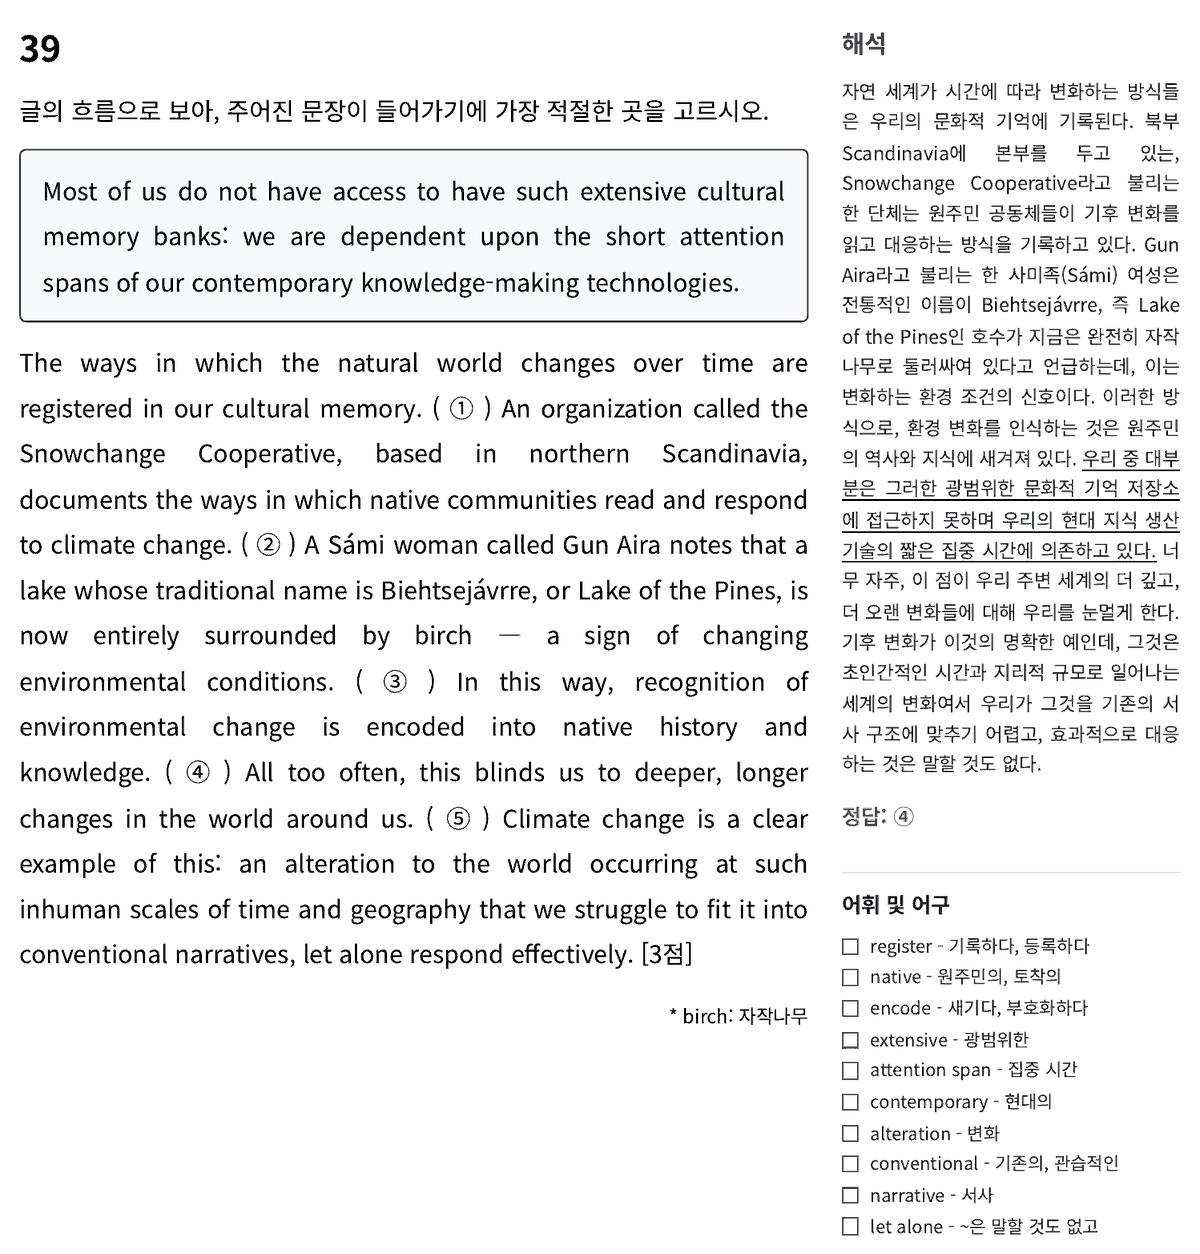 39
글의 흐름으로 보아, 주어진 문장이 들어가기에 가장 적절한 곳을 고르시오.
Most of us do not have access to have such extensive cultural
memory banks: we are dependent upon the short attention
spans of our contemporary knowledge-making technologies.
The ways in which the natural world changes over time are
registered in our cultural memory. ( ① ) An organization called the
Snowchange Cooperative, based in northern Scandinavia,
documents the ways in which native communities read and respond
to climate change. ( ② ) A Sámi woman called Gun Aira notes that a
lake whose traditional name is Biehtsejávrre, or Lake of the Pines, is
now entirely surrounded by birch — a sign of changing
environmental conditions. ( ③ ) In this way, recognition of
environmental change is encoded into native history and
knowledge. ( ④ ) All too often, this blinds us to deeper, longer
changes in the world around us. ( ⑤ ) Climate change is a clear
example of this: an alteration to the world occurring at such
inhuman scales of time and geography that we struggle to fit it into
conventional narratives, let alone respond effectively. [3점]
* birch: 자작나무
해석
자연 세계가 시간에 따라 변화하는 방식들
은 우리의 문화적 기억에 기록된다. 북부
Scandinavia에 본부를 두고 있는,
Snowchange Cooperative라고 불리는
한 단체는 원주민 공동체들이 기후 변화를
읽고 대응하는 방식을 기록하고 있다. Gun
Aira라고 불리는 한 사미족(Sámi) 여성은
전통적인 이름이 Biehtsejávrre, 즉 Lake
of the Pines인 호수가 지금은 완전히 자작
나무로 둘러싸여 있다고 언급하는데, 이는
변화하는 환경 조건의 신호이다. 이러한 방
식으로, 환경 변화를 인식하는 것은 원주민
의 역사와 지식에 새겨져 있다. 우리 중 대부
분은 그러한 광범위한 문화적 기억 저장소
에 접근하지 못하며 우리의 현대 지식 생산
기술의 짧은 집중 시간에 의존하고 있다. 너
무 자주, 이 점이 우리 주변 세계의 더 깊고,
더 오랜 변화들에 대해 우리를 눈멀게 한다.
기후 변화가 이것의 명확한 예인데, 그것은
초인간적인 시간과 지리적 규모로 일어나는
세계의 변화여서 우리가 그것을 기존의 서
사 구조에 맞추기 어렵고, 효과적으로 대응
하는 것은 말할 것도 없다.
정답: ④
어휘 및 어구
register - 기록하다, 등록하다
native - 원주민의, 토착의
encode - 새기다, 부호화하다
extensive - 광범위한
attention span - 집중 시간
contemporary - 현대의
alteration - 변화
conventional - 기존의, 관습적인
narrative - 서사
let alone - ~은 말할 것도 없고